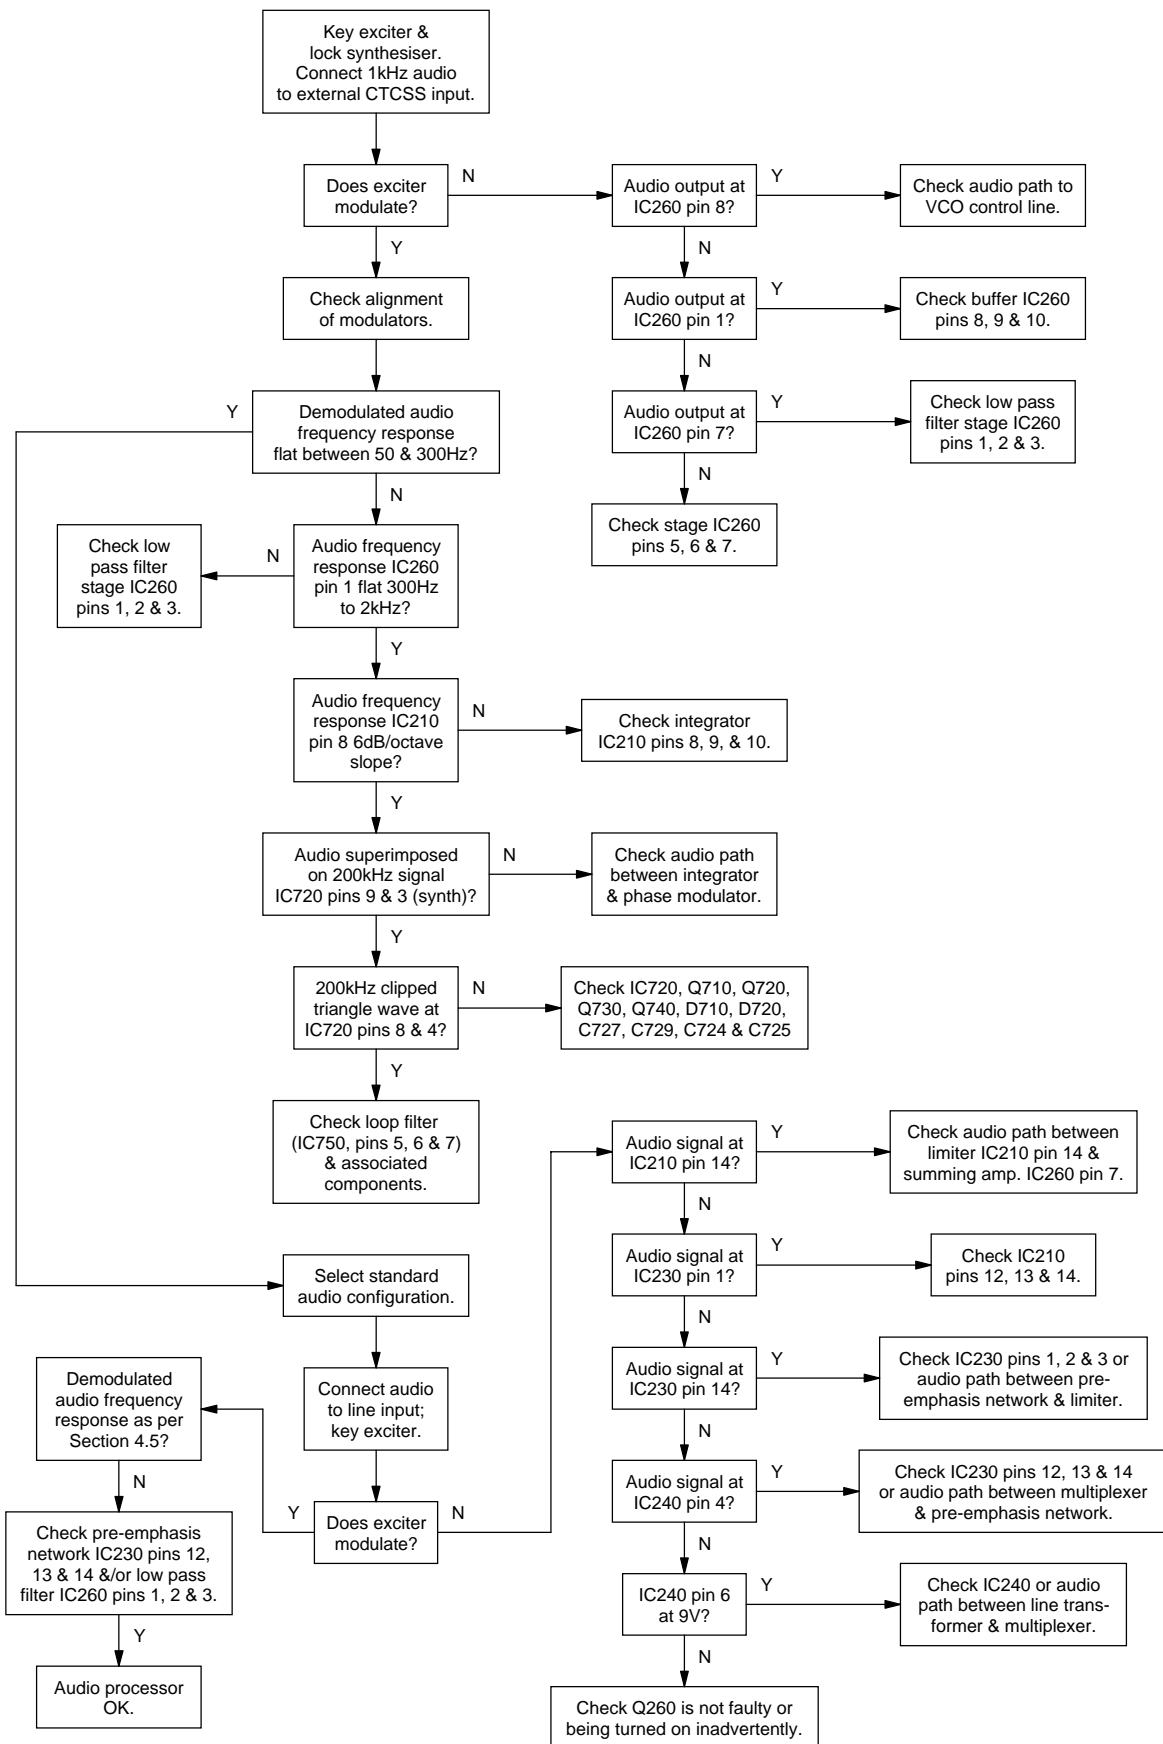 Key exciter &
lock synthesiser.
Connect 1kHz audio
to external CTCSS input.
Does exciter
modulate?
N
Audio output at
IC260 pin 8?
Y
Check audio path to
VCO control line.
Y
N
Check alignment
of modulators.
Audio output at
IC260 pin 1?
Y
Check buffer IC260
pins 8, 9 & 10.
N
Y
Demodulated audio
frequency response
flat between 50 & 300Hz?
Audio output at
IC260 pin 7?
Y
Check low pass
filter stage IC260
pins 1, 2 & 3.
N
N
Check stage IC260
pins 5, 6 & 7.
Check low
pass filter
stage IC260
pins 1, 2 & 3.
N
Audio frequency
response IC260
pin 1 flat 300Hz
to 2kHz?
Y
Audio frequency
response IC210
pin 8 6dB/octave
slope?
N
Check integrator
IC210 pins 8, 9, & 10.
Y
Audio superimposed
on 200kHz signal
IC720 pins 9 & 3 (synth)?
N
Check audio path
between integrator
& phase modulator.
Y
200kHz clipped
triangle wave at
IC720 pins 8 & 4?
N
Check IC720, Q710, Q720,
Q730, Q740, D710, D720,
C727, C729, C724 & C725
Y
Check loop filter
(IC750, pins 5, 6 & 7)
& associated
components.
Audio signal at
IC210 pin 14?
Y
Check audio path between
limiter IC210 pin 14 &
summing amp. IC260 pin 7.
N
Select standard
audio configuration.
Audio signal at
IC230 pin 1?
Y
Check IC210
pins 12, 13 & 14.
N
Demodulated
audio frequency
response as per
Section 4.5?
Connect audio
to line input;
key exciter.
Audio signal at
IC230 pin 14?
Y
Check IC230 pins 1, 2 & 3 or
audio path between pre-
emphasis network & limiter.
N
N
Y
Does exciter
modulate?
N
Audio signal at
IC240 pin 4?
Y
Check IC230 pins 12, 13 & 14
or audio path between multiplexer
& pre-emphasis network.
Check pre-emphasis
network IC230 pins 12,
13 & 14 &/or low pass
filter IC260 pins 1, 2 & 3.
N
IC240 pin 6
at 9V?
Y
Check IC240 or audio
path between line trans-
former & multiplexer.
Y
N
Audio processor
OK.
Check Q260 is not faulty or
being turned on inadvertently.